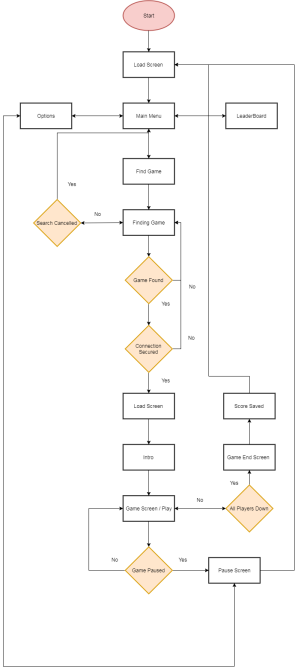 Start
Load Screen
Options
Main Menu
LeaderBoard
Find Game
Yes
Search Cancelled
No
Finding Game
Game Found
No
Yes
Connection
Secured
No
Yes
Load Screen
Score Saved
Intro
Game End Screen
Yes
Game Screen / Play
No
All Players Down
No
Game Paused
Yes
Pause Screen